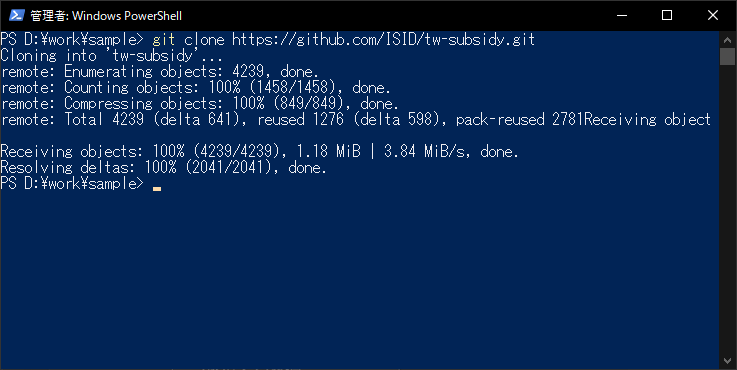 管理者: Windows PowerShell
PS D:¥work¥sample> git clone https://github.com/ISID/tw-subsidy.git
Cloning into 'tw-subsidy'...
remote: Enumerating objects: 4239, done.
remote: Counting objects: 100% (1458/1458), done.
remote: Compressing objects: 100% (849/849), done.
remote: Total 4239 (delta 641), reused 1276 (delta 598), pack-reused 2781Receiving object
Receiving objects: 100% (4239/4239), 1.18 MiB | 3.84 MiB/s, done.
Resolving deltas: 100% (2041/2041), done.
PS D:¥work¥sample>